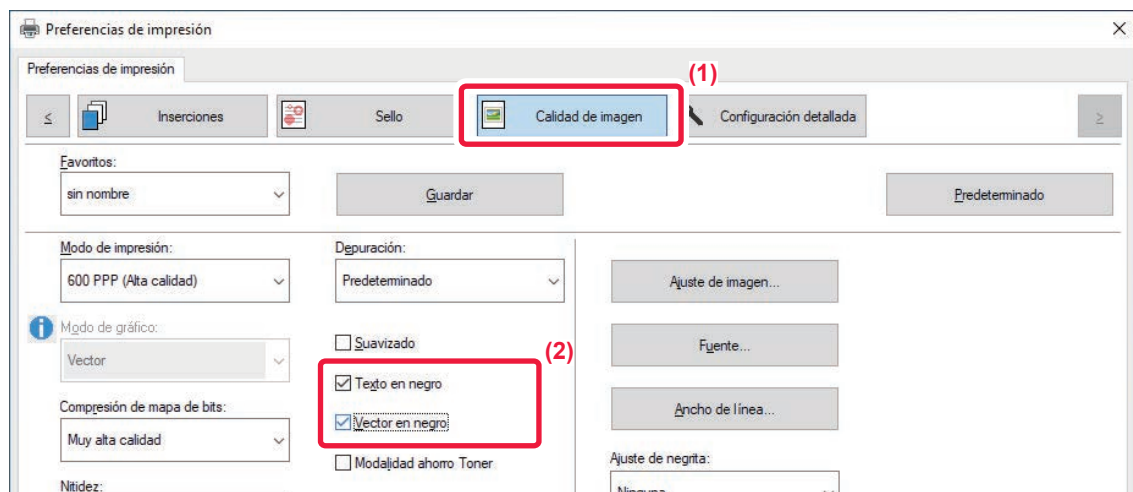 Preferencias de impresión
Preferencias de impresión
(1)
< Inserciones Sello Calidad de imagen Configuración detallada >
Favoritos:
sin nombre Guardar Predeterminado
Modo de impresión: Depuración:
600 PPP (Alta calidad) Predeterminado Ajuste de imagen...
Modo de gráfico:
Vector Suavizado Fuente...
(2)
Texto en negro
Compresión de mapa de bits: Vector en negro Ancho de línea...
Muy alta calidad
Modalidad ahorro Toner Ajuste de negrita:
Nitidez: Ninguna